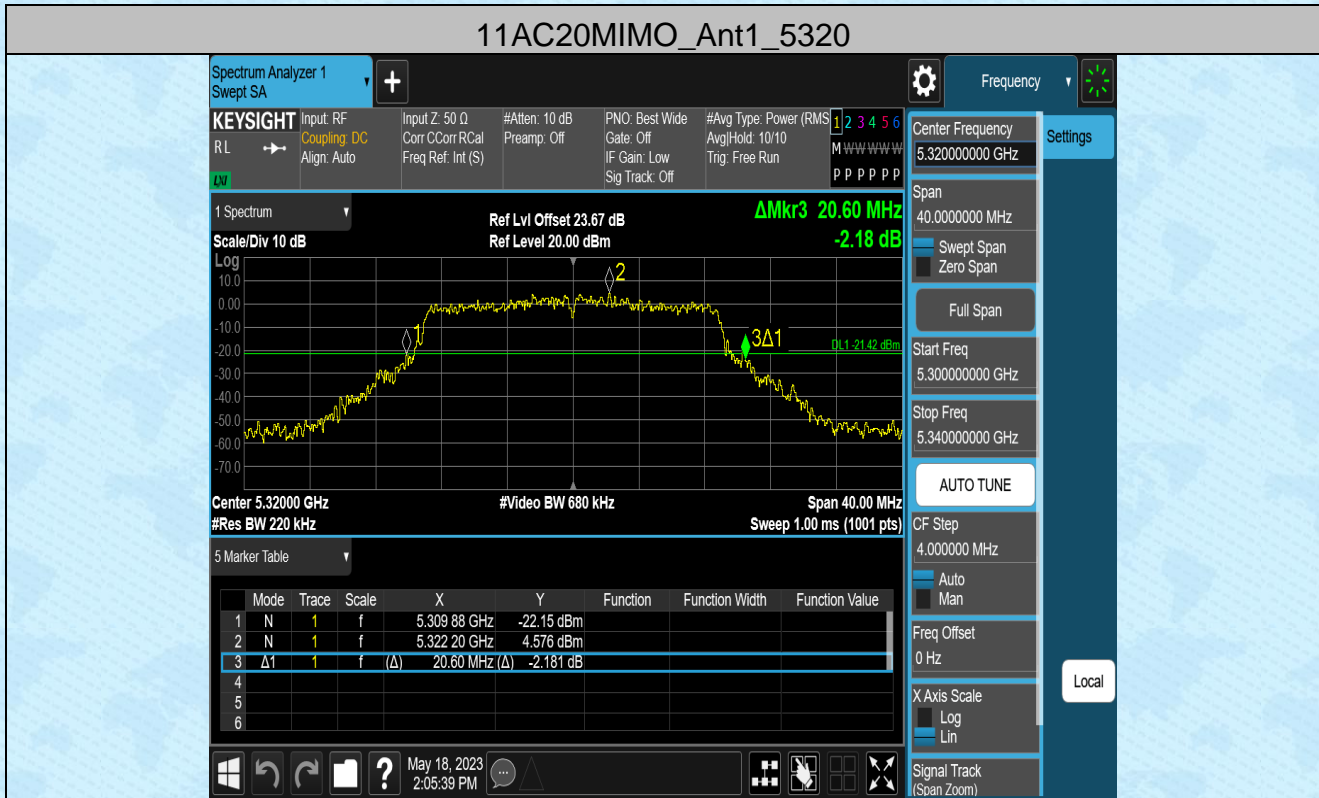 11AC20MIMO_Ant1_5320
Spectrum Analyzer 1
Swept SA
+
Frequency
KEYSIGHT
RL
LXI
Input: RF
Coupling: DC
Align: Auto
Input Z: 50 Ω
Corr CCorr RCal
Freq Ref: Int (S)
#Atten: 10 dB
Preamp: Off
PNO: Best Wide
Gate: Off
IF Gain: Low
Sig Track: Off
#Avg Type: Power (RMS
Avg|Hold: 10/10
Trig: Free Run
1 2 3 4 5 6
M W W W W W
P P P P P P
Center Frequency
5.320000000 GHz
Settings
Span
40.0000000 MHz
Swept Span
Zero Span
Full Span
Start Freq
5.300000000 GHz
Stop Freq
5.340000000 GHz
AUTO TUNE
CF Step
4.000000 MHz
Auto
Man
Freq Offset
0 Hz
X Axis Scale
Log
Lin
Signal Track
(Span Zoom)
Local
1 Spectrum
Scale/Div 10 dB
Log
Ref Lvl Offset 23.67 dB
Ref Level 20.00 dBm
ΔMkr3 20.60 MHz
-2.18 dB
10.0
0.00
-10.0
-20.0
-30.0
-40.0
-50.0
-60.0
-70.0
1
2
3Δ1
DL1 -21.42 dBm
Center 5.32000 GHz
#Video BW 680 kHz
Span 40.00 MHz
#Res BW 220 kHz
Sweep 1.00 ms (1001 pts)
5 Marker Table
Mode Trace Scale X Y Function Function Width Function Value
1 N 1 f 5.309 88 GHz -22.15 dBm
2 N 1 f 5.322 20 GHz 4.576 dBm
3 Δ1 1 f (Δ) 20.60 MHz (Δ) -2.181 dB
4
5
6
?
May 18, 2023
2:05:39 PM